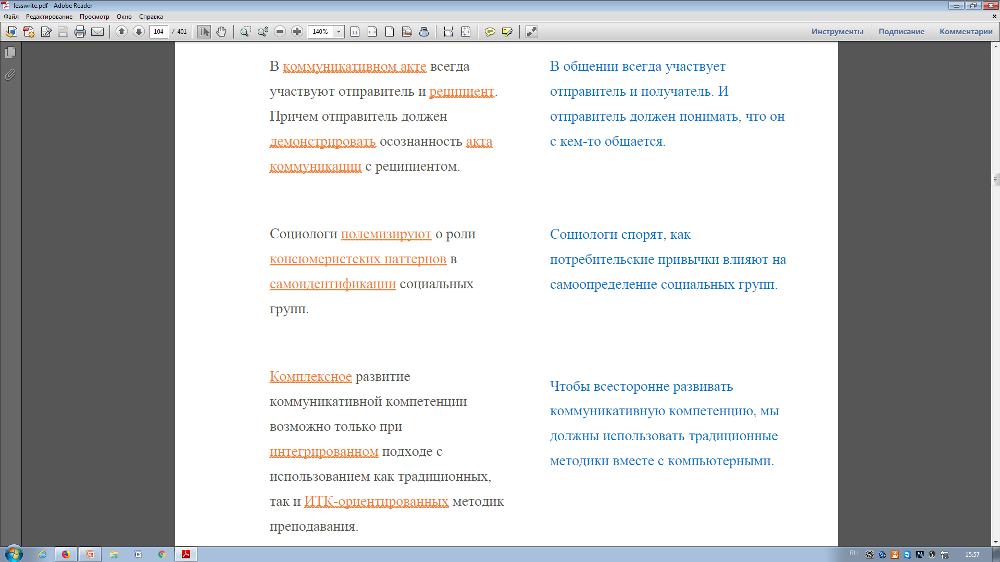 lesswrite.pdf - Adobe Reader
Файл Редактирование Просмотр Окно Справка
104 / 401 140% Инструменты Подписание Комментарии
В коммуникативном акте всегда
участвуют отправитель и реципиент.
Причем отправитель должен
демонстрировать осознанность акта
коммуникации с реципиентом.
В общении всегда участвует
отправитель и получатель. И
отправитель должен понимать, что он
с кем-то общается.
Социологи полемизируют о роли
консюмеристских паттернов в
самоидентификации социальных
групп.
Социологи спорят, как
потребительские привычки влияют на
самоопределение социальных групп.
Комплексное развитие
коммуникативной компетенции
возможно только при
интегрированном подходе с
использованием как традиционных,
так и ИТК-ориентированных методик
преподавания.
Чтобы всесторонне развивать
коммуникативную компетенцию, мы
должны использовать традиционные
методики вместе с компьютерными.
RU 15:57